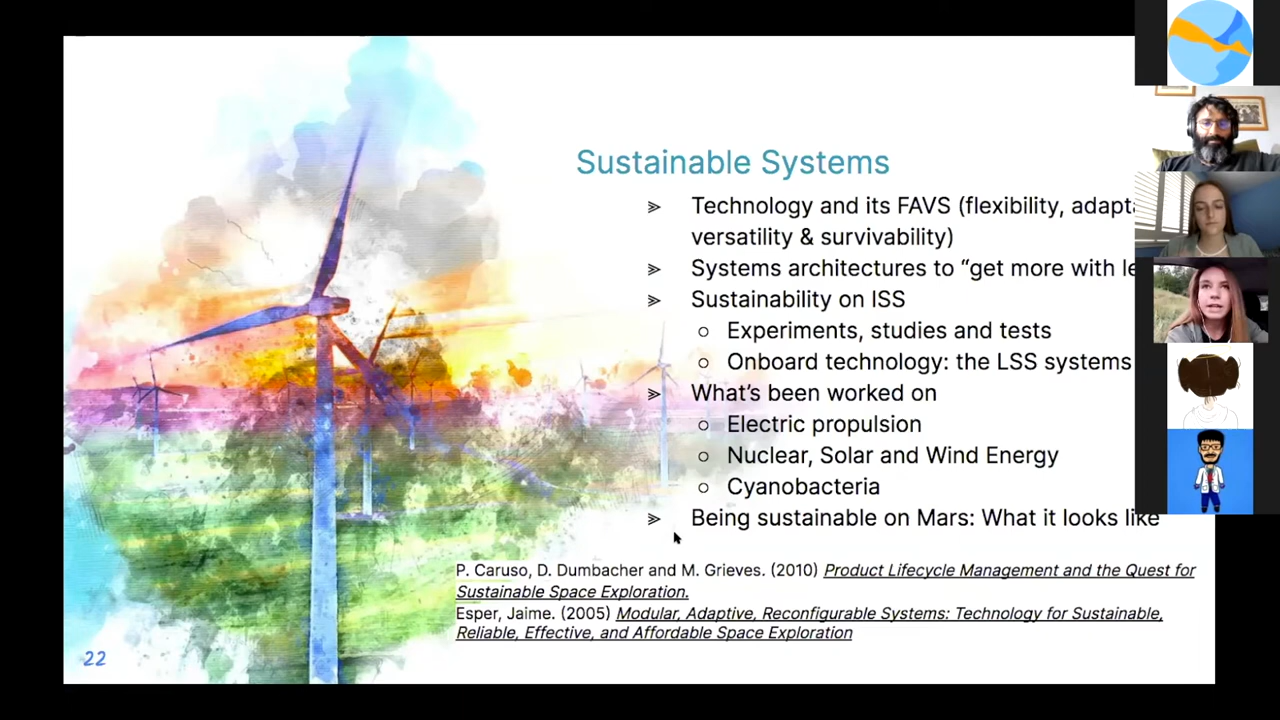 Sustainable Systems
Technology and its FAVS (flexibility,
versatility & survivability)
Systems architectures to “get more with
Sustainability on ISS
Experiments, studies and tests
Onboard technology: the LSS systems
What’s been worked on
Electric propulsion
Nuclear, Solar and Wind Energy
Cyanobacteria
Being sustainable on Mars: What it looks like
P. Caruso, D. Dumbacher and M. Grieves. (2010) Product Lifecycle Management and the Quest for
Sustainable Space Exploration.
Esper, Jaime. (2005) Modular, Adaptive, Reconfigurable Systems: Technology for Sustainable,
Reliable, Effective, and Affordable Space Exploration
22